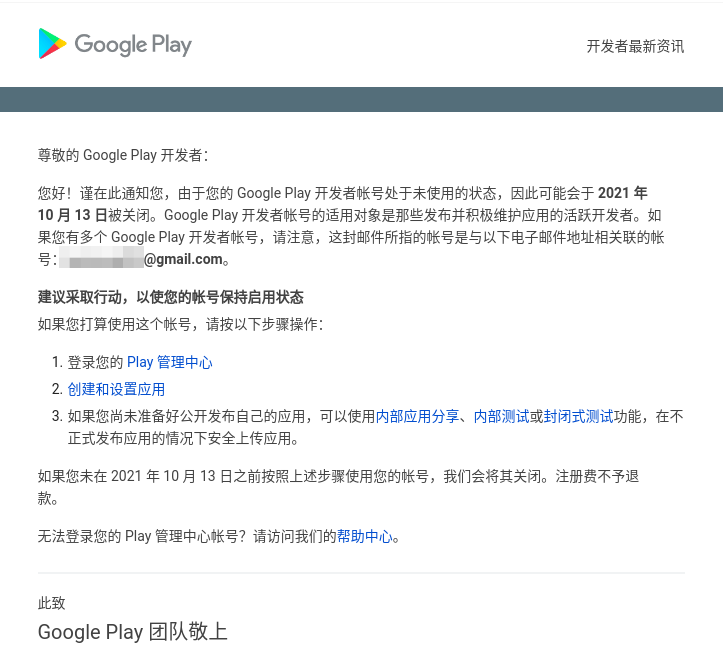 Google Play
开发者最新资讯
尊敬的 Google Play 开发者：
您好！谨在此通知您，由于您的 Google Play 开发者帐号处于未使用的状态，因此可能会于 2021 年
10 月 13 日被关闭。Google Play 开发者帐号的适用对象是那些发布并积极维护应用的活跃开发者。如
果您有多个 Google Play 开发者帐号，请注意，这封邮件所指的帐号是与以下电子邮件地址相关联的帐
号：@gmail.com。
建议采取行动，以使您的帐号保持启用状态
如果您打算使用这个帐号，请按以下步骤操作：
1. 登录您的 Play 管理中心
2. 创建和设置应用
3. 如果您尚未准备好公开发布自己的应用，可以使用内部应用分享、内部测试或封闭式测试功能，在不
正式发布应用的情况下安全上传应用。
如果您未在 2021 年 10 月 13 日之前按照上述步骤使用您的帐号，我们会将其关闭。注册费不予退
款。
无法登录您的 Play 管理中心帐号？请访问我们的帮助中心。
此致
Google Play 团队敬上